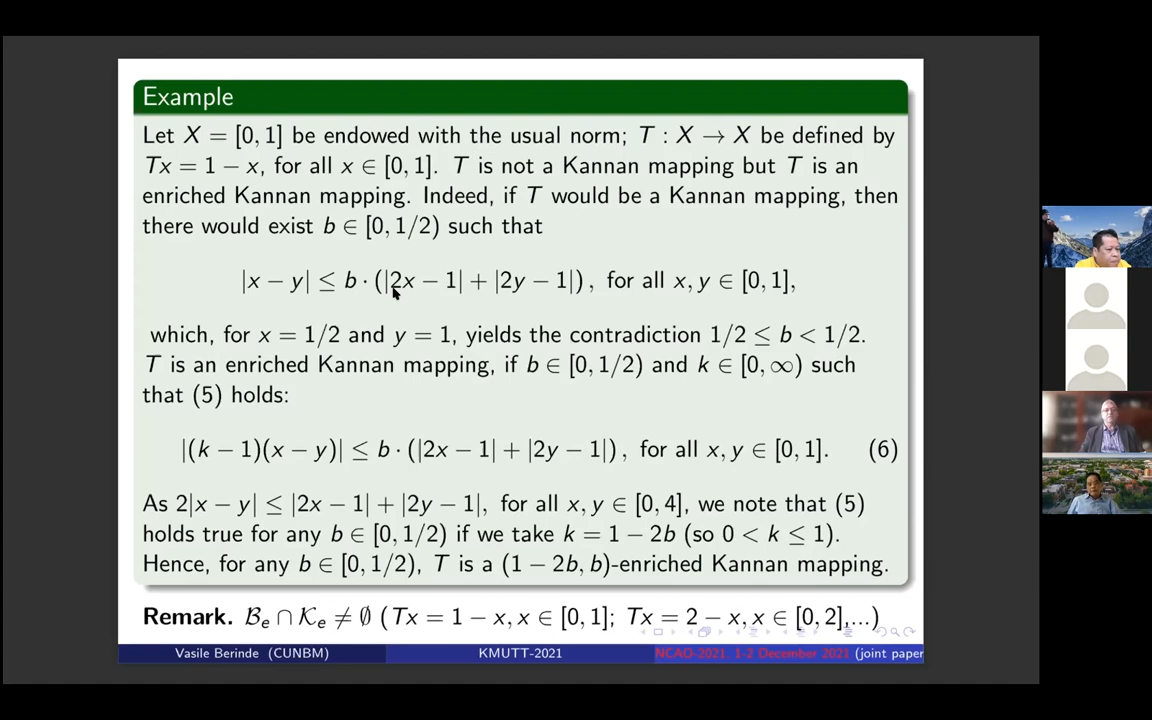 Example
Let X = [0, 1] be endowed with the usual norm; T : X → X be defined by
Tx = 1 − x, for all x ∈ [0, 1]. T is not a Kannan mapping but T is an
enriched Kannan mapping. Indeed, if T would be a Kannan mapping, then
there would exist b ∈ [0, 1/2) such that
|x − y| ≤ b · (|2x − 1| + |2y − 1|) , for all x, y ∈ [0, 1],
which, for x = 1/2 and y = 1, yields the contradiction 1/2 ≤ b < 1/2.
T is an enriched Kannan mapping, if b ∈ [0, 1/2) and k ∈ [0, ∞) such
that (5) holds:
|(k − 1)(x − y)| ≤ b · (|2x − 1| + |2y − 1|) , for all x, y ∈ [0, 1]. (6)
As 2|x − y| ≤ |2x − 1| + |2y − 1|, for all x, y ∈ [0, 4], we note that (5)
holds true for any b ∈ [0, 1/2) if we take k = 1 − 2b (so 0 < k ≤ 1).
Hence, for any b ∈ [0, 1/2), T is a (1 − 2b, b)-enriched Kannan mapping.
Remark. ℬₑ ∩ 𝒦ₑ ≠ ∅ (Tx = 1 − x, x ∈ [0, 1]; Tx = 2 − x, x ∈ [0, 2],...)
Vasile Berinde (CUNBM) KMUTT-2021 NCAO-2021, 1-2 December 2021 (joint paper